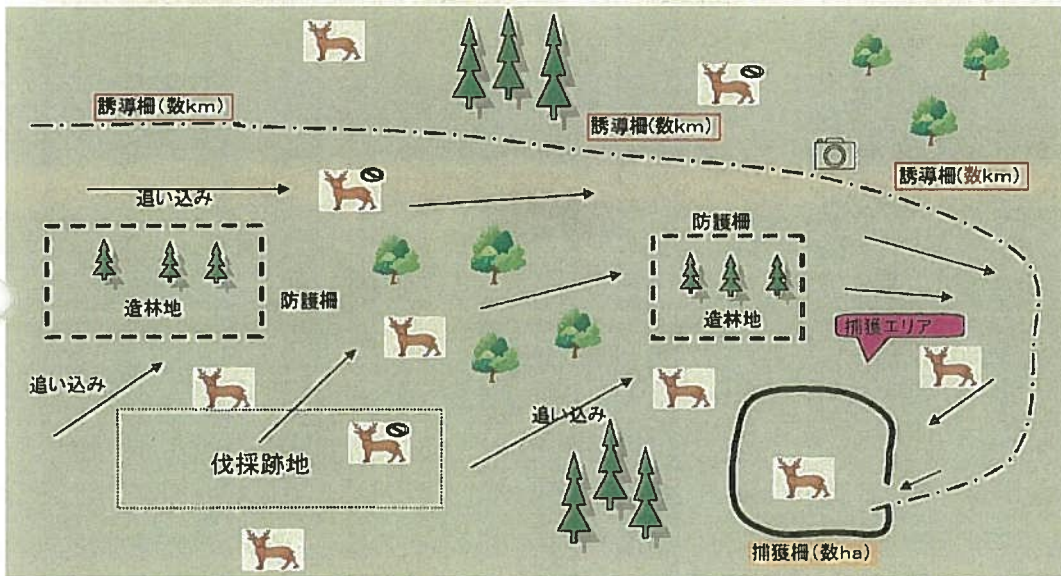 誘導柵(数km)
誘導柵(数km)
誘導柵(数km)
追い込み
防護柵
防護柵
造林地
造林地
捕獲エリア
追い込み
追い込み
伐採跡地
捕獲柵(数ha)